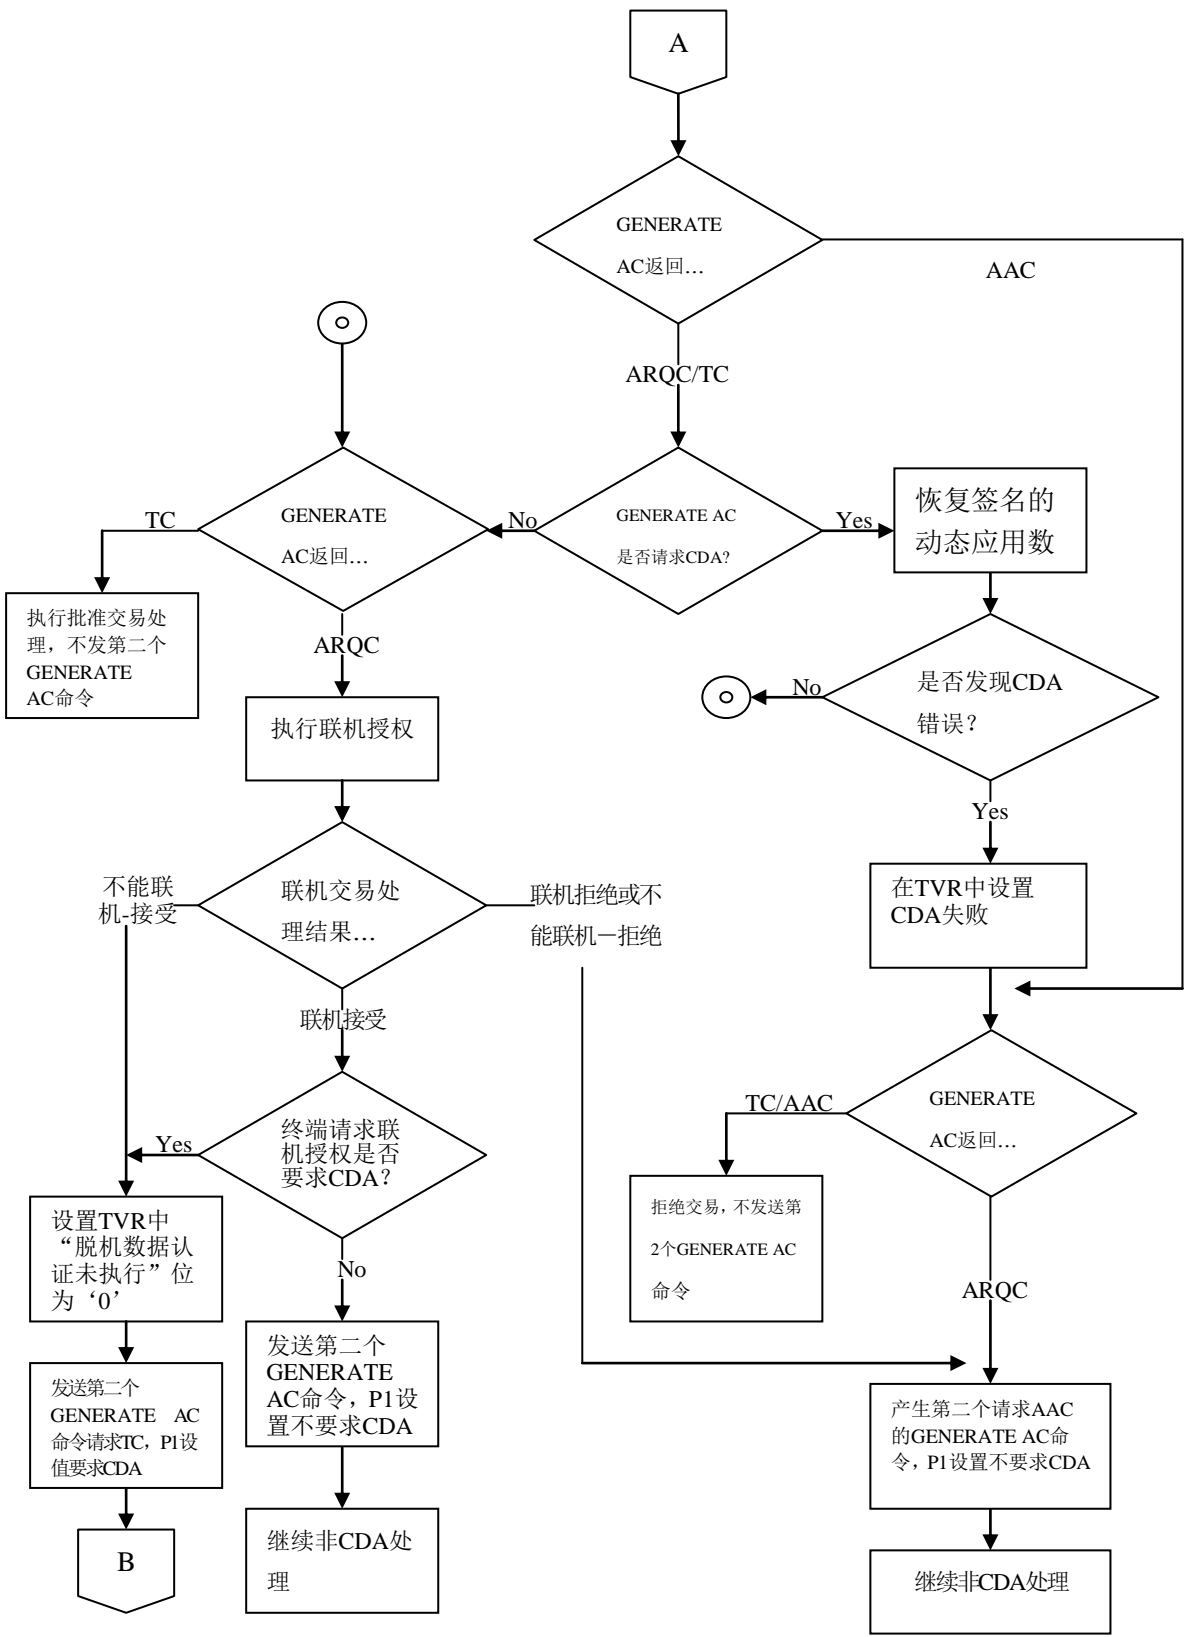 A
GENERATE
AC返回…
AAC
ARQC/TC
GENERATE
AC返回…
TC
No
GENERATE AC
是否请求CDA?
Yes
恢复签名的
动态应用数
执行批准交易处
理，不发第二个
GENERATE
AC命令
ARQC
是否发现CDA
错误？
No
执行联机授权
Yes
不能联
机-接受
联机交易处
理结果…
联机拒绝或不
能联机－拒绝
在TVR中设置
CDA失败
联机接受
TC/AAC
GENERATE
AC返回…
Yes
终端请求联
机授权是否
要求CDA？
设置TVR中
“脱机数据认
证未执行”位
为‘0’
拒绝交易，不发送第
2个GENERATE AC
命令
No
ARQC
发送第二个
GENERATE AC
命令请求TC，P1设
值要求CDA
发送第二个
GENERATE
AC命令，P1设
置不要求CDA
产生第二个请求AAC
的GENERATE AC命
令，P1设置不要求CDA
B
继续非CDA处
理
继续非CDA处理